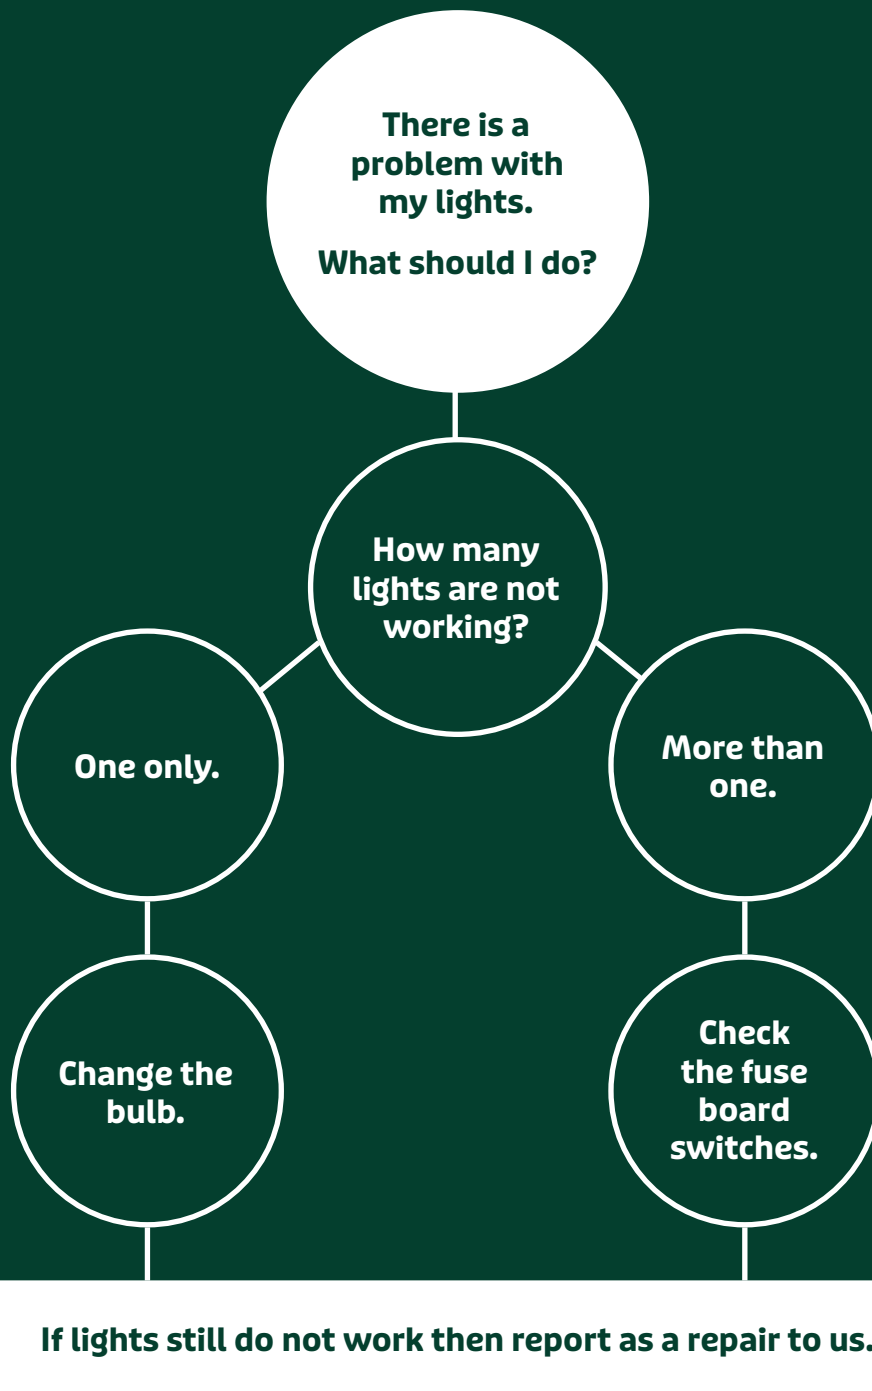 There is a
problem with
my lights.
What should I do?
How many
lights are not
working?
One only.
More than
one.
Change the
bulb.
Check
the fuse
board
switches.
If lights still do not work then report as a repair to us.